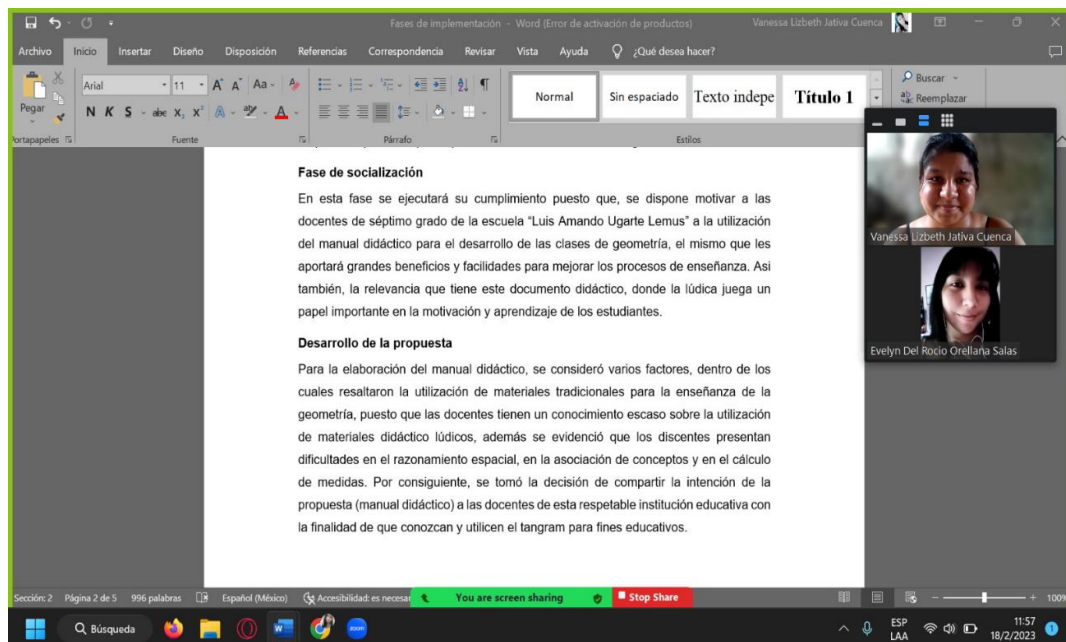 Fases de implementación - Word (Error de activación de productos)
Vanessa Lizbeth Jativa Cuenca
Archivo Inicio Insertar Diseño Disposición Referencias Correspondencia Revisar Vista Ayuda ¿Qué desea hacer?
Pegar
Arial 11 A A Aa
N K S abc X₂ X² A A
Normal
Sin espaciado
Texto indepe
Título 1
Buscar
Reemplazar
Portapapeles
Fuente
Párrafo
Estilos
Fase de socialización
En esta fase se ejecutará su cumplimiento puesto que, se dispone motivar a las
docentes de séptimo grado de la escuela “Luis Amando Ugarte Lemus” a la utilización
del manual didáctico para el desarrollo de las clases de geometría, el mismo que les
aportará grandes beneficios y facilidades para mejorar los procesos de enseñanza. Asi
también, la relevancia que tiene este documento didáctico, donde la lúdica juega un
papel importante en la motivación y aprendizaje de los estudiantes.
Desarrollo de la propuesta
Para la elaboración del manual didáctico, se consideró varios factores, dentro de los
cuales resaltaron la utilización de materiales tradicionales para la enseñanza de la
geometría, puesto que las docentes tienen un conocimiento escaso sobre la utilización
de materiales didáctico lúdicos, además se evidenció que los discentes presentan
dificultades en el razonamiento espacial, en la asociación de conceptos y en el cálculo
de medidas. Por consiguiente, se tomó la decisión de compartir la intención de la
propuesta (manual didáctico) a las docentes de esta respetable institución educativa con
la finalidad de que conozcan y utilicen el tangram para fines educativos.
Vanessa Lizbeth Jativa Cuenca
Evelyn Del Rocio Orellana Salas
Sección: 2 Página 2 de 5 996 palabras Español (México) Accesibilidad: es necesar
You are screen sharing
Stop Share
100%
Búsqueda
zoom
ESP
LAA
11:57
18/2/2023
1